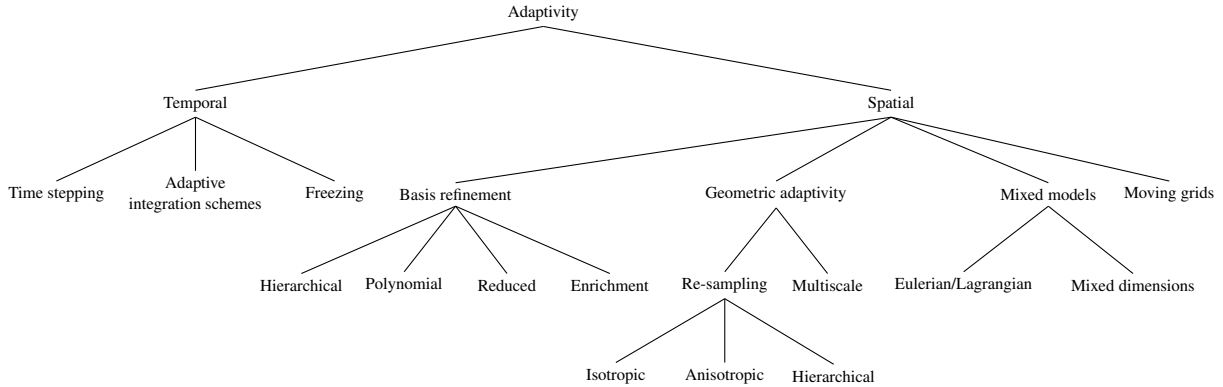 Adaptivity
Temporal
Spatial
Time stepping
Adaptive
integration schemes
Freezing
Basis refinement
Geometric adaptivity
Mixed models
Moving grids
Hierarchical
Polynomial
Reduced
Enrichment
Re-sampling
Multiscale
Eulerian/Lagrangian
Mixed dimensions
Isotropic
Anisotropic
Hierarchical